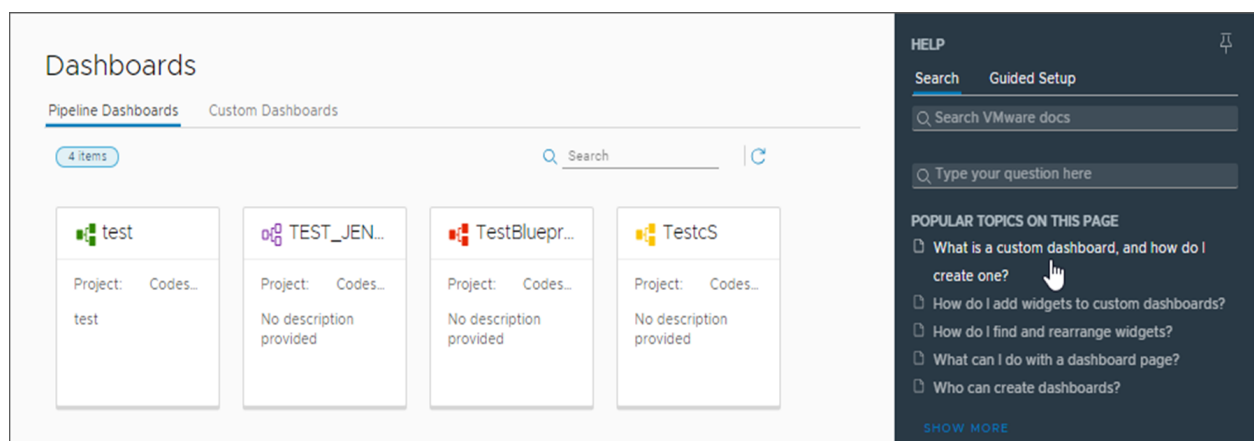 Dashboards
Pipeline Dashboards Custom Dashboards
4 items
Search
test
Project: Codes...
test
TEST_JEN...
Project: Codes...
No description
provided
TestBluepr...
Project: Codes...
No description
provided
TestcS
Project: Codes...
No description
provided
HELP
Search Guided Setup
Search VMware docs
Type your question here
POPULAR TOPICS ON THIS PAGE
What is a custom dashboard, and how do I
create one?
How do I add widgets to custom dashboards?
How do I find and rearrange widgets?
What can I do with a dashboard page?
Who can create dashboards?
SHOW MORE